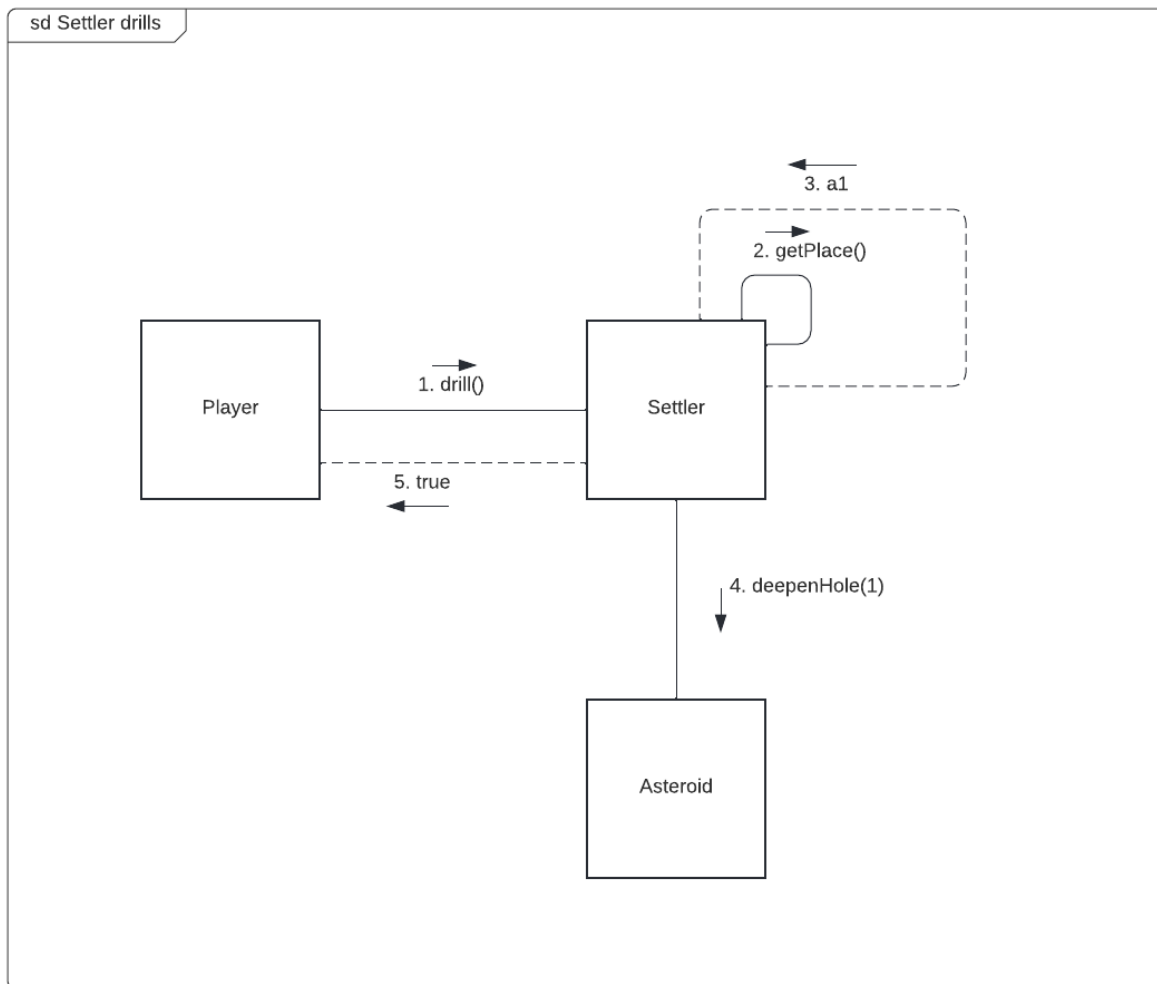 sd Settler drills
3. a1
2. getPlace()
1. drill()
Player
Settler
5. true
4. deepenHole(1)
Asteroid